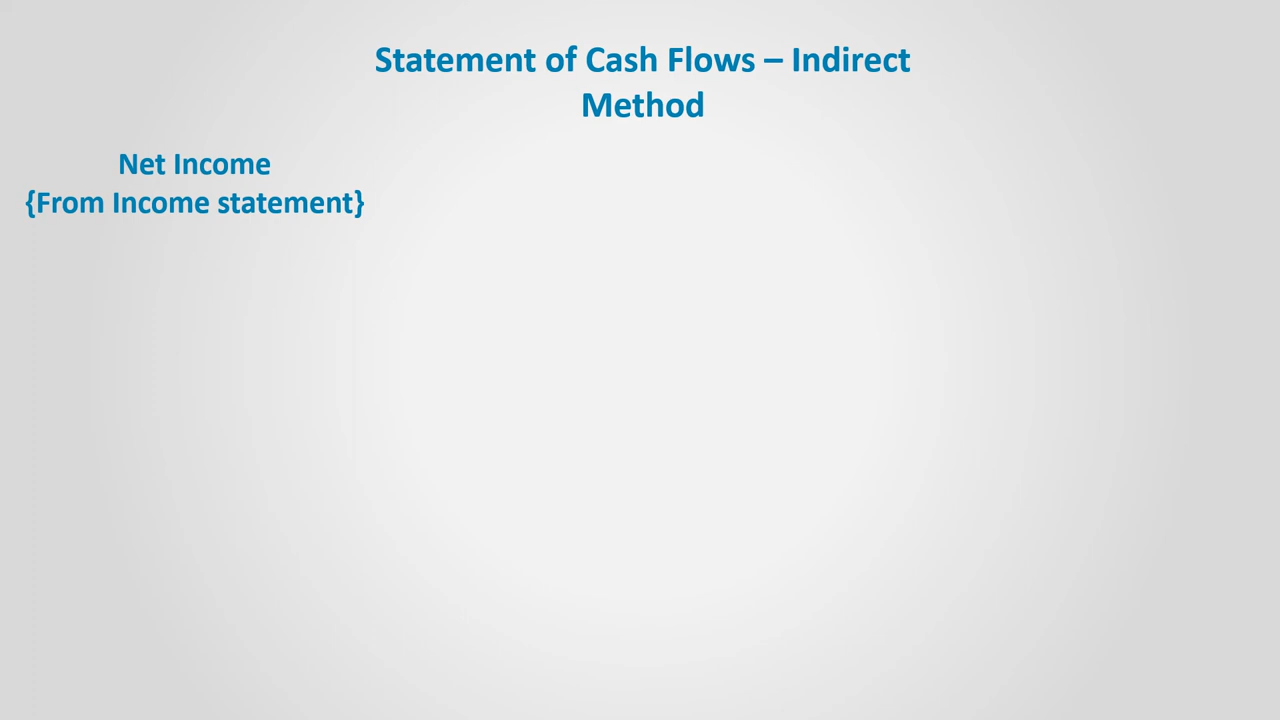 Statement of Cash Flows – Indirect
Method
Net Income
{From Income statement}